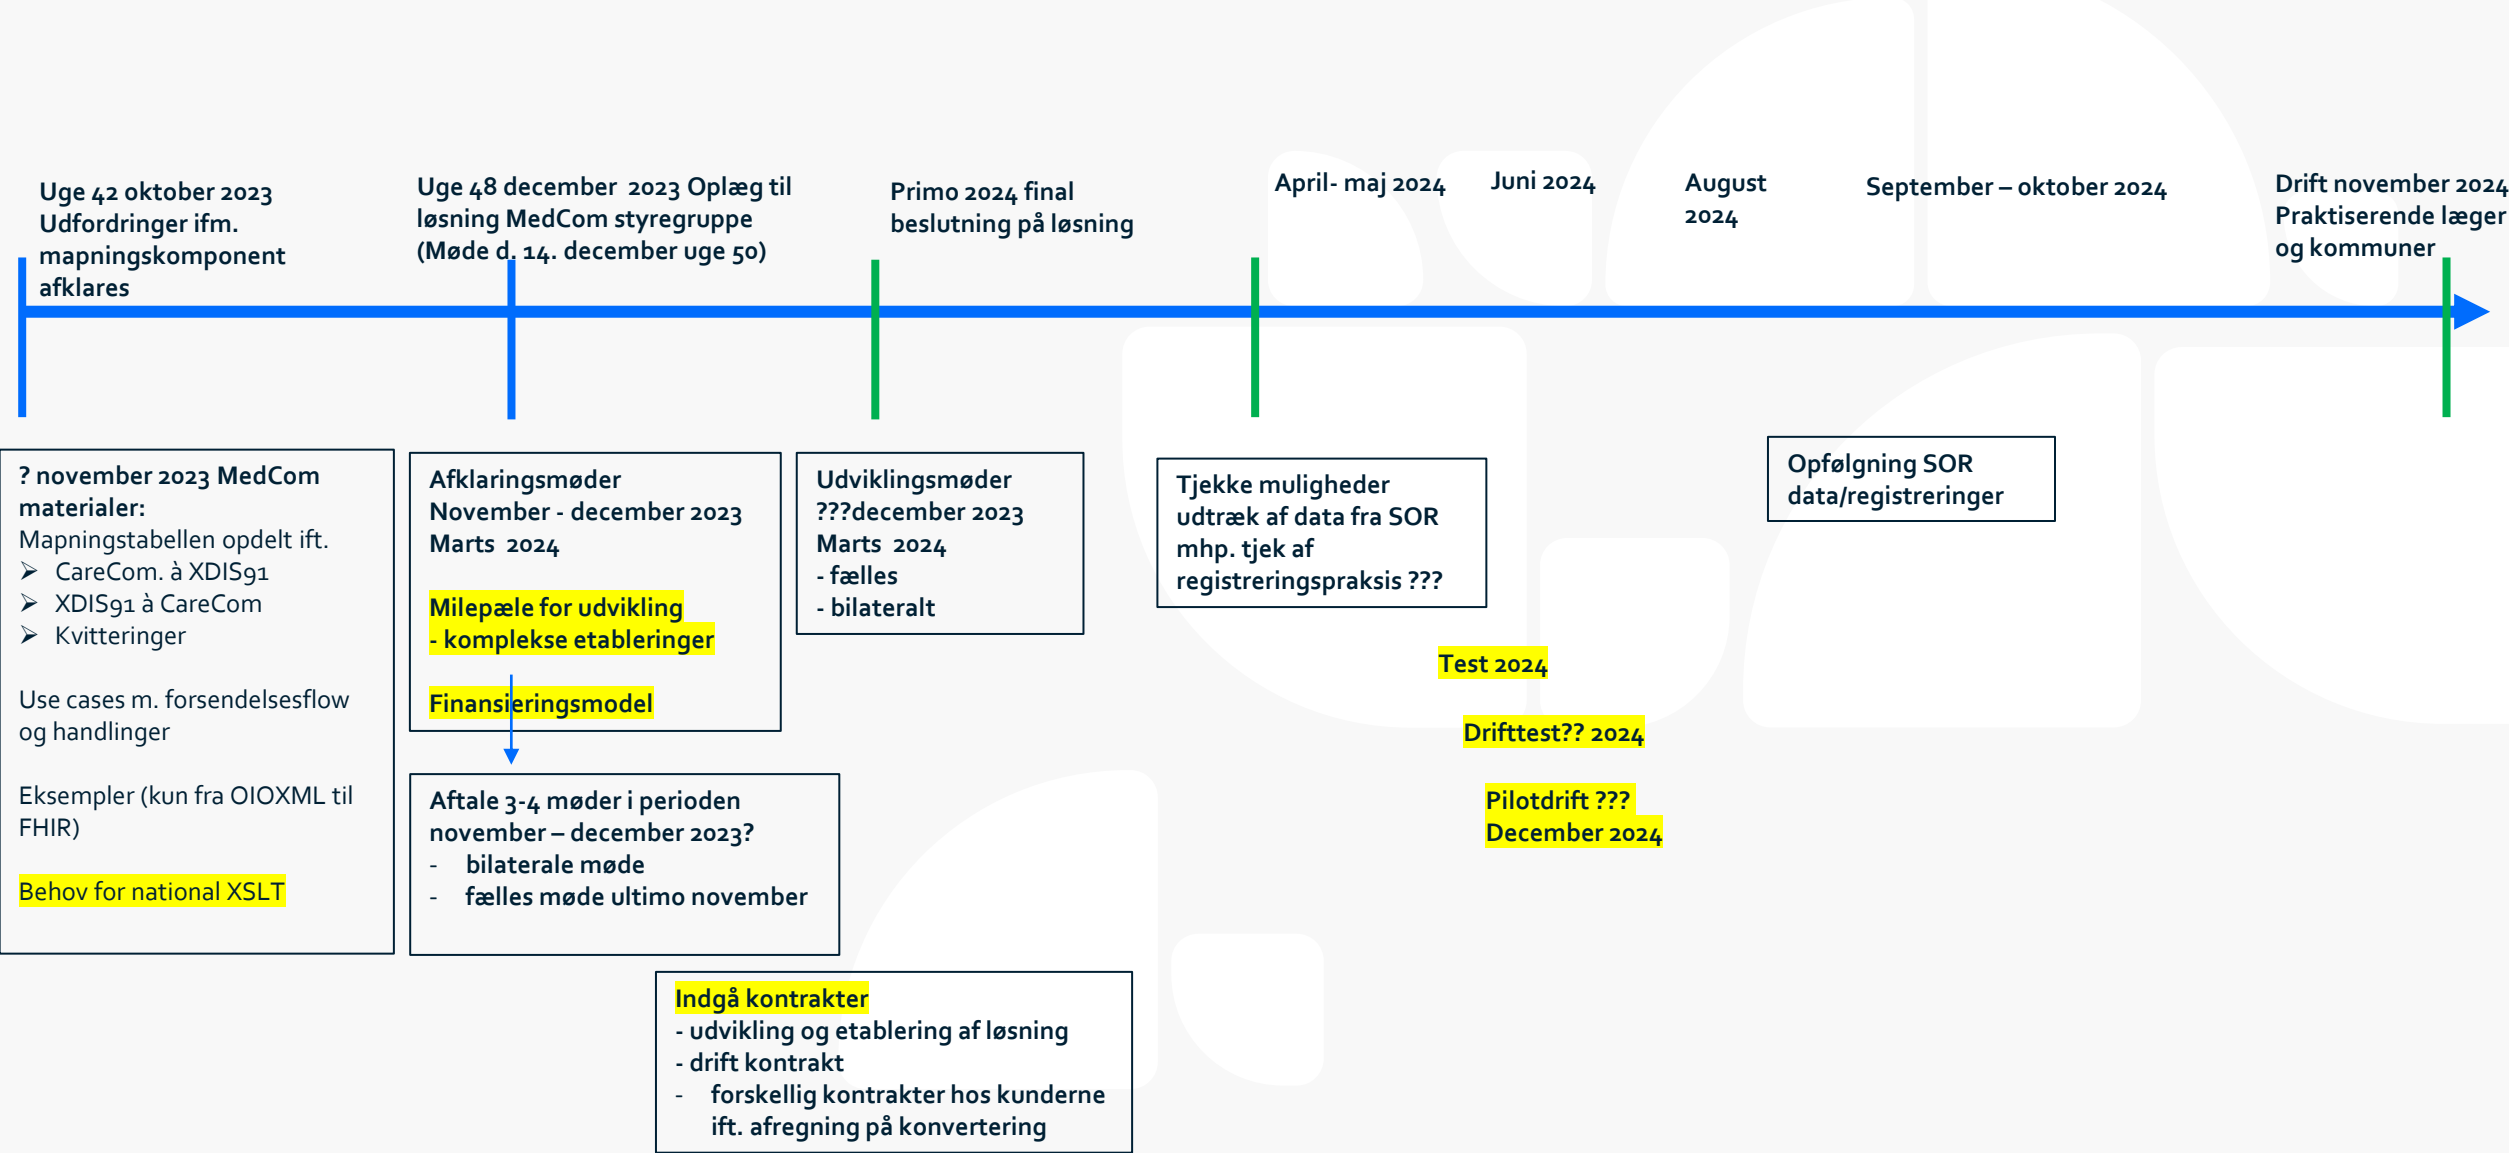 Uge 42 oktober 2023
Udfordringer ifm.
mapningskomponent
afklares
Uge 48 december 2023 Oplæg til
løsning MedCom styregruppe
(Møde d. 14. december uge 50)
Primo 2024 final
beslutning på løsning
April- maj 2024
Juni 2024
August
2024
September – oktober 2024
Drift november 2024
Praktiserende læger
og kommuner
? november 2023 MedCom
materialer:
Mapningstabellen opdelt ift.
➢ CareCom. à XDIS91
➢ XDIS91 à CareCom
➢ Kvitteringer
Use cases m. forsendelsesflow
og handlinger
Eksempler (kun fra OIOXML til
FHIR)
Behov for national XSLT
Afklaringsmøder
November - december 2023
Marts 2024
Milepæle for udvikling
- komplekse etableringer
Finansieringsmodel
Aftale 3-4 møder i perioden
november – december 2023?
- bilaterale møde
- fælles møde ultimo november
Udviklingsmøder
???december 2023
Marts 2024
- fælles
- bilateralt
Indgå kontrakter
- udvikling og etablering af løsning
- drift kontrakt
- forskellig kontrakter hos kunderne
ift. afregning på konvertering
Tjekke muligheder
udtræk af data fra SOR
mhp. tjek af
registreringspraksis ???
Test 2024
Drifttest?? 2024
Pilotdrift ???
December 2024
Opfølgning SOR
data/registreringer